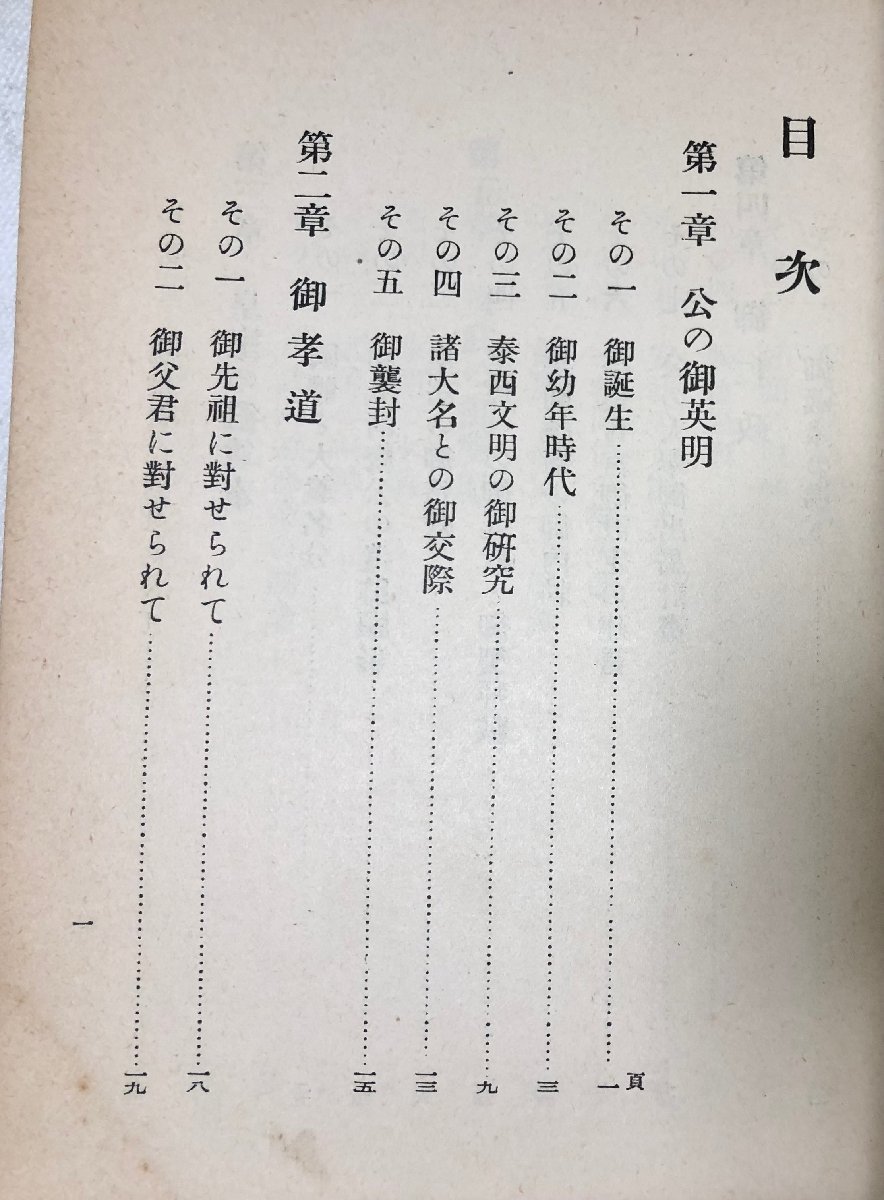 目次
第一章 公の御英明
その一 御誕生……一頁
その二 御幼年時代……三
その三 泰西文明の御研究……九
その四 諸大名との御交際……一三
その五 御襲封……一五
第二章 御孝道
その一 御先祖に對せられて……一八
その二 御父君に對せられて……一九
一